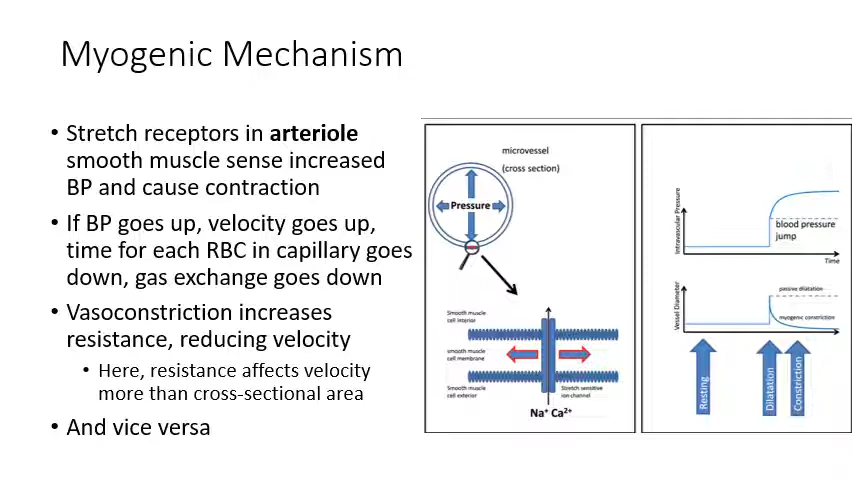 Myogenic Mechanism
• Stretch receptors in arteriole
smooth muscle sense increased
BP and cause contraction
• If BP goes up, velocity goes up,
time for each RBC in capillary goes
down, gas exchange goes down
• Vasoconstriction increases
resistance, reducing velocity
• Here, resistance affects velocity
more than cross-sectional area
• And vice versa
microvessel
(cross section)
Pressure
Smooth muscle
cell interior
smooth muscle
cell membrane
Smooth muscle
cell exterior
Stretch sensitive
ion channel
Na⁺ Ca²⁺
Intravascular Pressure
blood pressure
jump
Time
Vessel Diameter
passive dilatation
myogenic constriction
Resting
Dilatation
Constriction